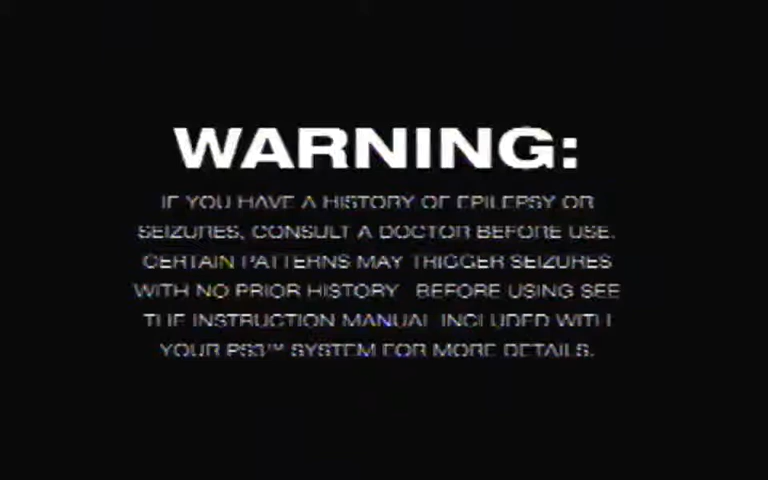 WARNING:
IF YOU HAVE A HISTORY OF EPILEPSY OR
SEIZURES, CONSULT A DOCTOR BEFORE USE.
CERTAIN PATTERNS MAY TRIGGER SEIZURES
WITH NO PRIOR HISTORY. BEFORE USING SEE
THE INSTRUCTION MANUAL INCLUDED WITH
YOUR PS3™ SYSTEM FOR MORE DETAILS.